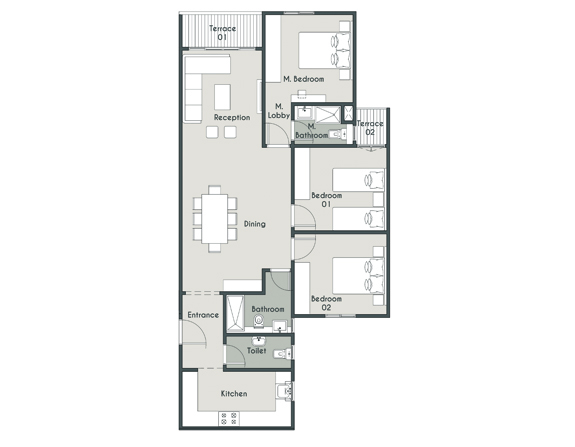 Terrace
01
M. Bedroom
Reception
M.
Lobby
M.
Bathroom
Terrace
02
Bedroom
01
Dining
Bedroom
02
Entrance
Bathroom
Toilet
Kitchen